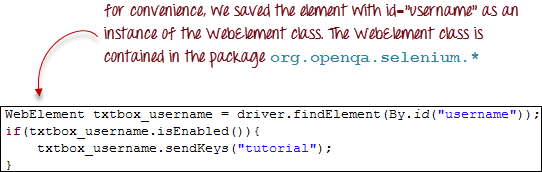 for convenience, we saved the element with id="username" as an
instance of the WebElement class. The WebElement class is
contained in the package org.openqa.selenium.*
WebElement txtbox_username = driver.findElement(By.id("username"));
if(txtbox_username.isEnabled()){
    txtbox_username.sendKeys("tutorial");
}